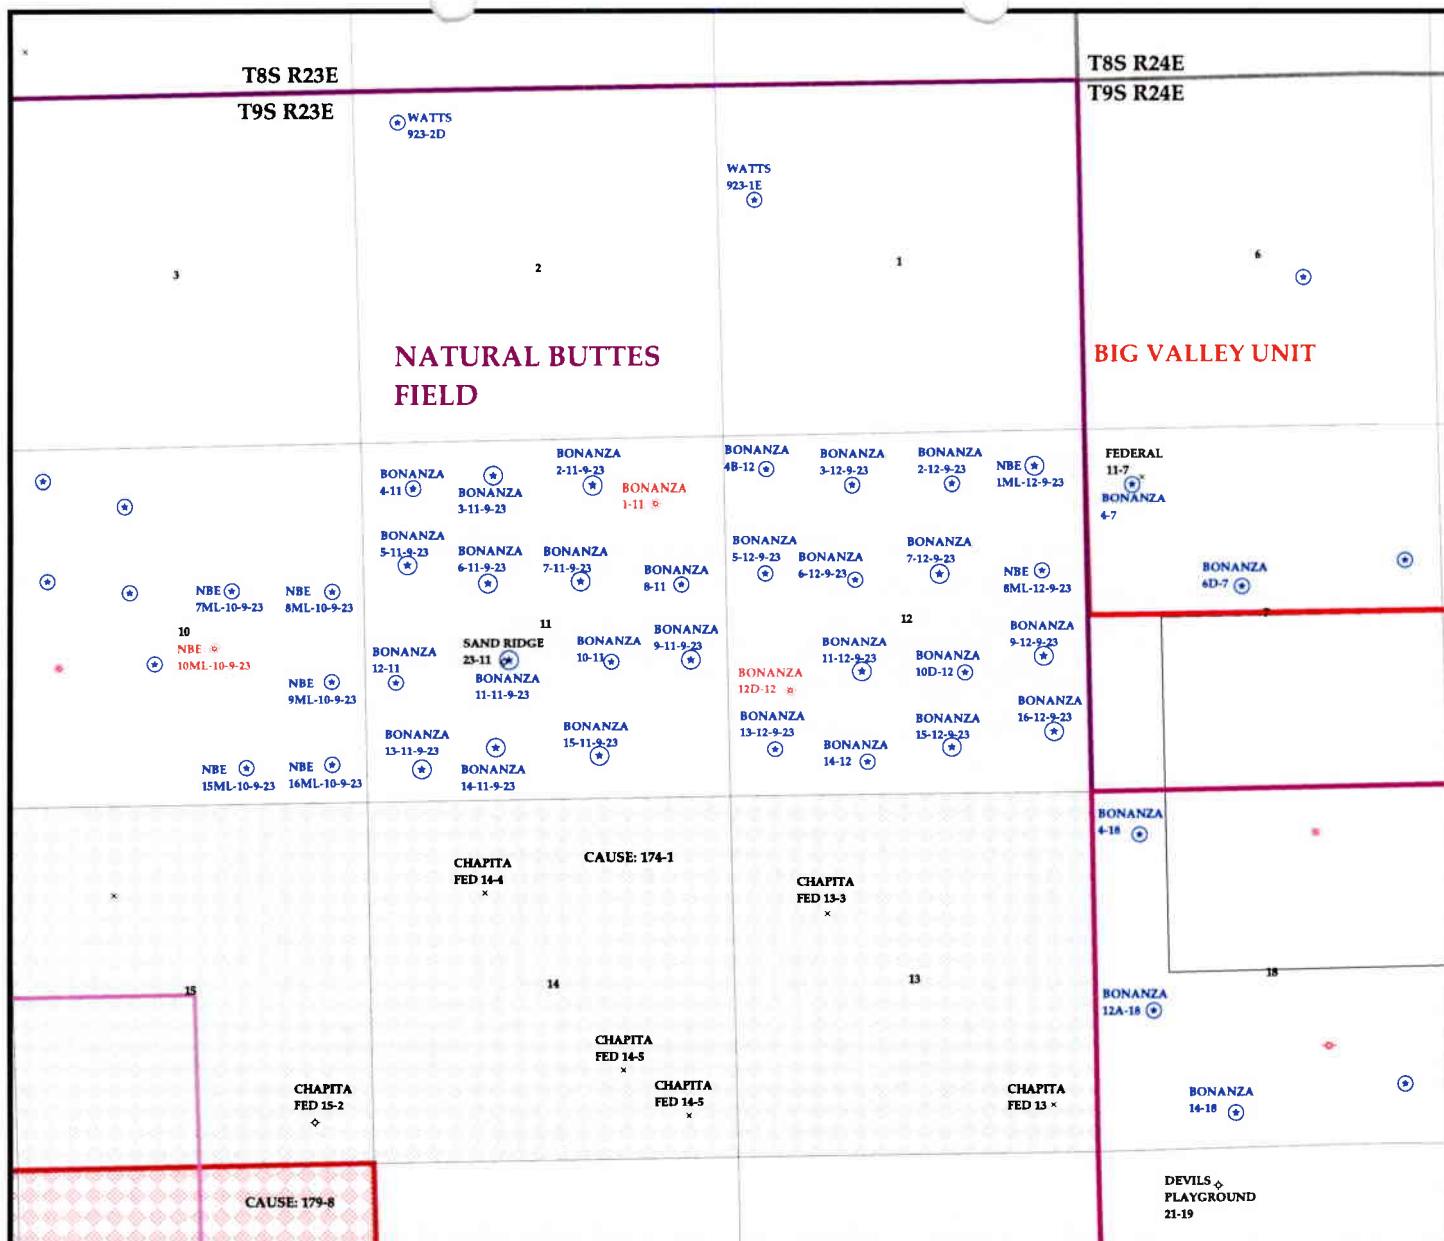 T8S R23E
T9S R23E
T8S R24E
T9S R24E
WATTS
923-2D
WATTS
923-1E
3
2
1
6
NATURAL BUTTES
FIELD
BIG VALLEY UNIT
BONANZA
4-11
BONANZA
3-11-9-23
BONANZA
2-11-9-23
BONANZA
1-11
BONANZA
4B-12
BONANZA
3-12-9-23
BONANZA
2-12-9-23
NBE
1ML-12-9-23
FEDERAL
11-7
BONANZA
4-7
BONANZA
5-11-9-23
BONANZA
6-11-9-23
BONANZA
7-11-9-23
BONANZA
8-11
BONANZA
5-12-9-23
BONANZA
6-12-9-23
BONANZA
7-12-9-23
NBE
8ML-12-9-23
BONANZA
6D-7
NBE
7ML-10-9-23
NBE
8ML-10-9-23
10
11
12
7
NBE
10ML-10-9-23
BONANZA
12-11
SAND RIDGE
23-11
BONANZA
11-11-9-23
BONANZA
10-11
BONANZA
9-11-9-23
BONANZA
12D-12
BONANZA
11-12-9-23
BONANZA
10D-12
BONANZA
9-12-9-23
NBE
9ML-10-9-23
BONANZA
13-11-9-23
BONANZA
14-11-9-23
BONANZA
15-11-9-23
BONANZA
13-12-9-23
BONANZA
14-12
BONANZA
15-12-9-23
BONANZA
16-12-9-23
NBE
15ML-10-9-23
NBE
16ML-10-9-23
BONANZA
4-18
CHAPITA
FED 14-4
CAUSE: 174-1
CHAPITA
FED 13-3
15
14
13
18
BONANZA
12A-18
CHAPITA
FED 14-5
CHAPITA
FED 14-5
CHAPITA
FED 15-2
CHAPITA
FED 13
BONANZA
14-18
CAUSE: 179-8
DEVILS
PLAYGROUND
21-19